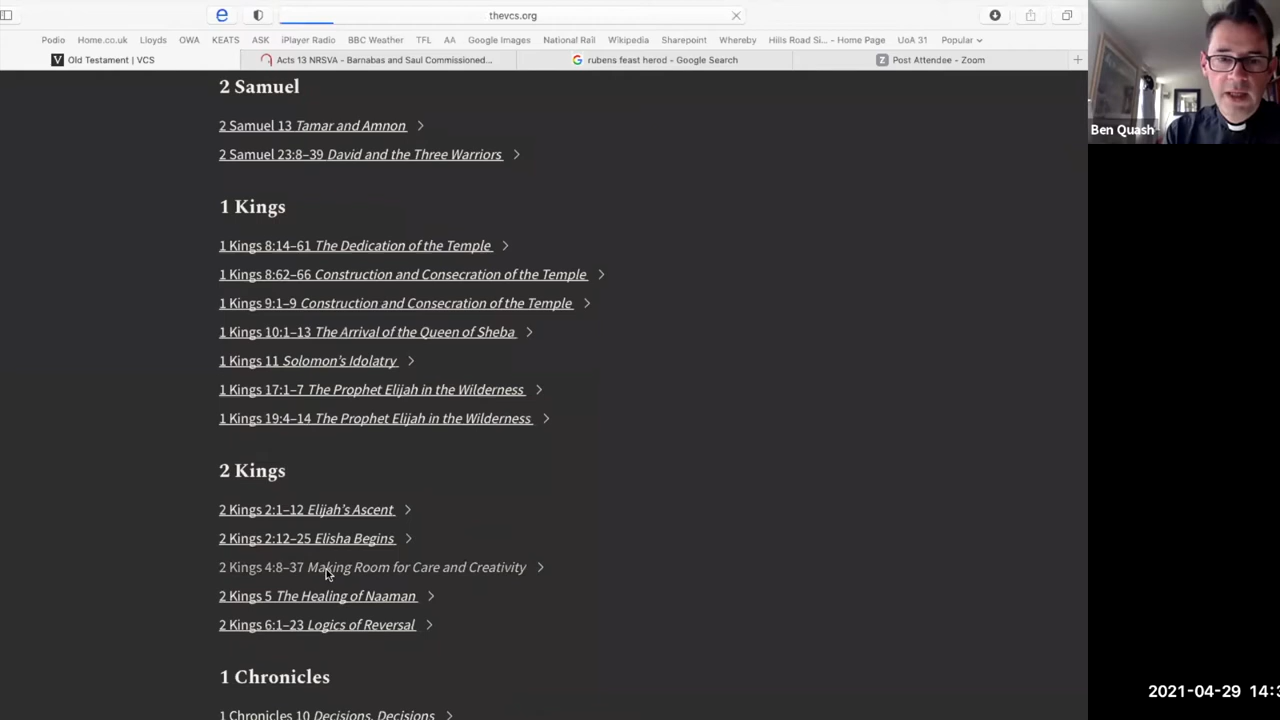 thevcs.org
Podio Home.co.uk Lloyds OWA KEATS ASK iPlayer Radio BBC Weather TFL AA Google Images National Rail Wikipedia Sharepoint Whereby Hills Road Si... - Home Page UoA 31 Popular
Old Testament | VCS
Acts 13 NRSVA - Barnabas and Saul Commissioned...
rubens feast herod - Google Search
Post Attendee - Zoom
Ben Quash
2 Samuel
2 Samuel 13 Tamar and Amnon
2 Samuel 23:8–39 David and the Three Warriors
1 Kings
1 Kings 8:14–61 The Dedication of the Temple
1 Kings 8:62–66 Construction and Consecration of the Temple
1 Kings 9:1–9 Construction and Consecration of the Temple
1 Kings 10:1–13 The Arrival of the Queen of Sheba
1 Kings 11 Solomon's Idolatry
1 Kings 17:1–7 The Prophet Elijah in the Wilderness
1 Kings 19:4–14 The Prophet Elijah in the Wilderness
2 Kings
2 Kings 2:1–12 Elijah's Ascent
2 Kings 2:12–25 Elisha Begins
2 Kings 4:8–37 Making Room for Care and Creativity
2 Kings 5 The Healing of Naaman
2 Kings 6:1–23 Logics of Reversal
1 Chronicles
1 Chronicles 10 Decisions, Decisions
2021-04-29 14:3